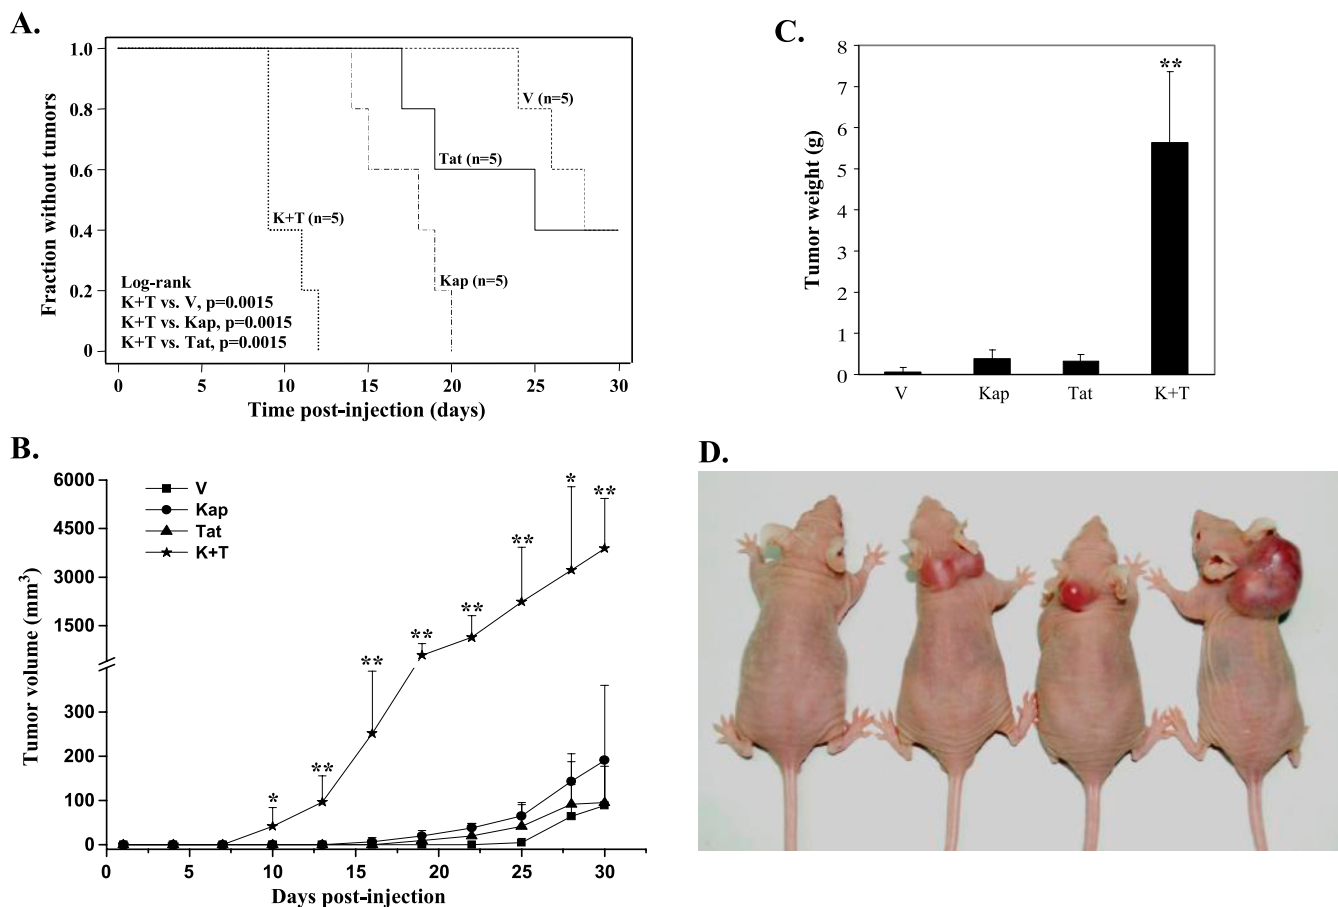 A.
Fraction without tumors
1.0
0.8
0.6
0.4
0.2
0
V (n=5)
Tat (n=5)
K+T (n=5)
Kap (n=5)
Log-rank
K+T vs. V, p=0.0015
K+T vs. Kap, p=0.0015
K+T vs. Tat, p=0.0015
0 5 10 15 20 25 30
Time post-injection (days)
B.
Tumor volume (mm³)
6000
4500
3000
1500
300
200
100
0
V
Kap
Tat
K+T
* ** ** ** ** ** * **
0 5 10 15 20 25 30
Days post-injection
C.
Tumor weight (g)
8
7
6
5
4
3
2
1
0
**
V Kap Tat K+T
D.